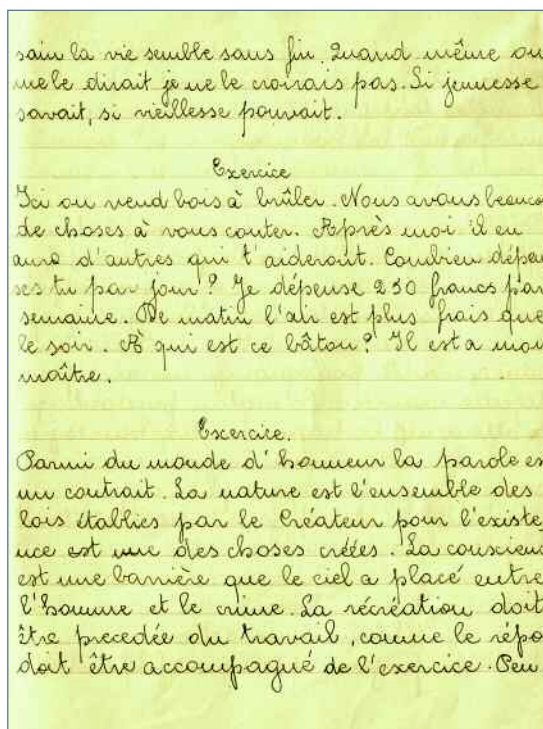 sain la vie semble sans fin. Quand même on
me le dirait je ne le croirais pas. Si jeunesse
savait, si vieillesse pouvait.
Exercice
Ici on vend bois à brûler. Nous avons beauco
de choses à vous conter. Après moi il en
aura d'autres qui t'aideront. Combien dépen
ses tu par jour? Je dépense 250 francs par
semaine. De matin l'air est plus frais que
le soir. A qui est ce bâton? Il est a mon
maître.
Excercice.
Parmi du monde d'honneur la parole es
un contrait. La nature est l'ensemble des
lois établies par le Créateur pour l'existe
nce est une des choses créées. La conscienc
est une barrière que le ciel a placé entre
l'homme et le crime. La récréation doit
être precedée du travail, comme le répo
doit être accompagné de l'exercice. Peu